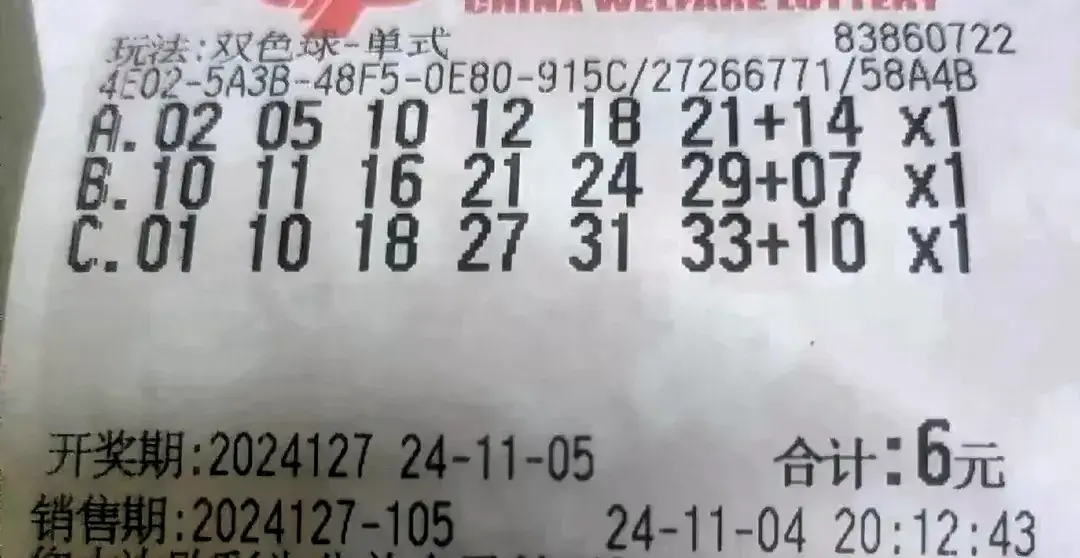 CHINA WELFARE LOTTERY
玩法:双色球-单式 83860722
4E02-5A3B-48F5-0E80-915C/27266771/58A4B
A.02 05 10 12 18 21+14 x1
B.10 11 16 21 24 29+07 x1
C.01 10 18 27 31 33+10 x1
开奖期:2024127 24-11-05 合计:6元
销售期:2024127-105 24-11-04 20:12:43